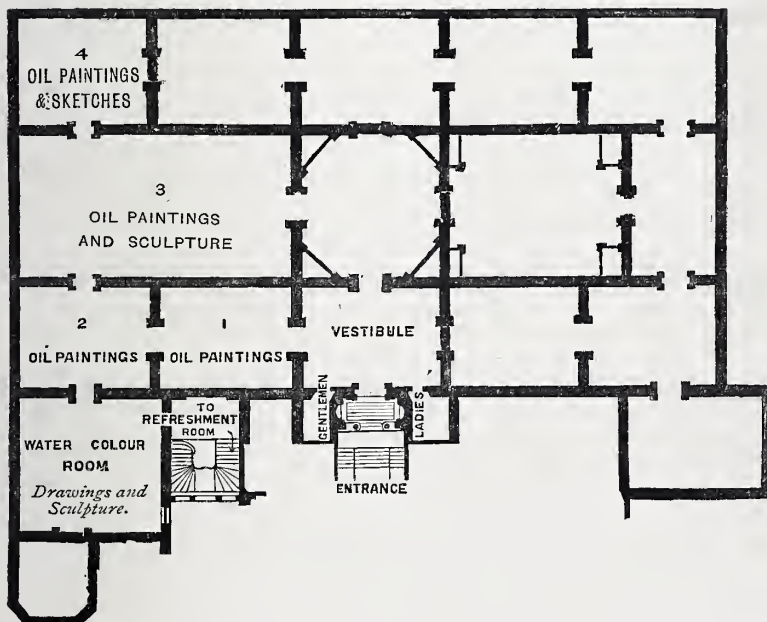 4
OIL PAINTINGS
& SKETCHES
3
OIL PAINTINGS
AND SCULPTURE
2
OIL PAINTINGS
1
OIL PAINTINGS
VESTIBULE
GENTLEMEN
LADIES
TO
REFRESHMENT
ROOM
ENTRANCE
WATER COLOUR
ROOM
Drawings and
Sculpture.